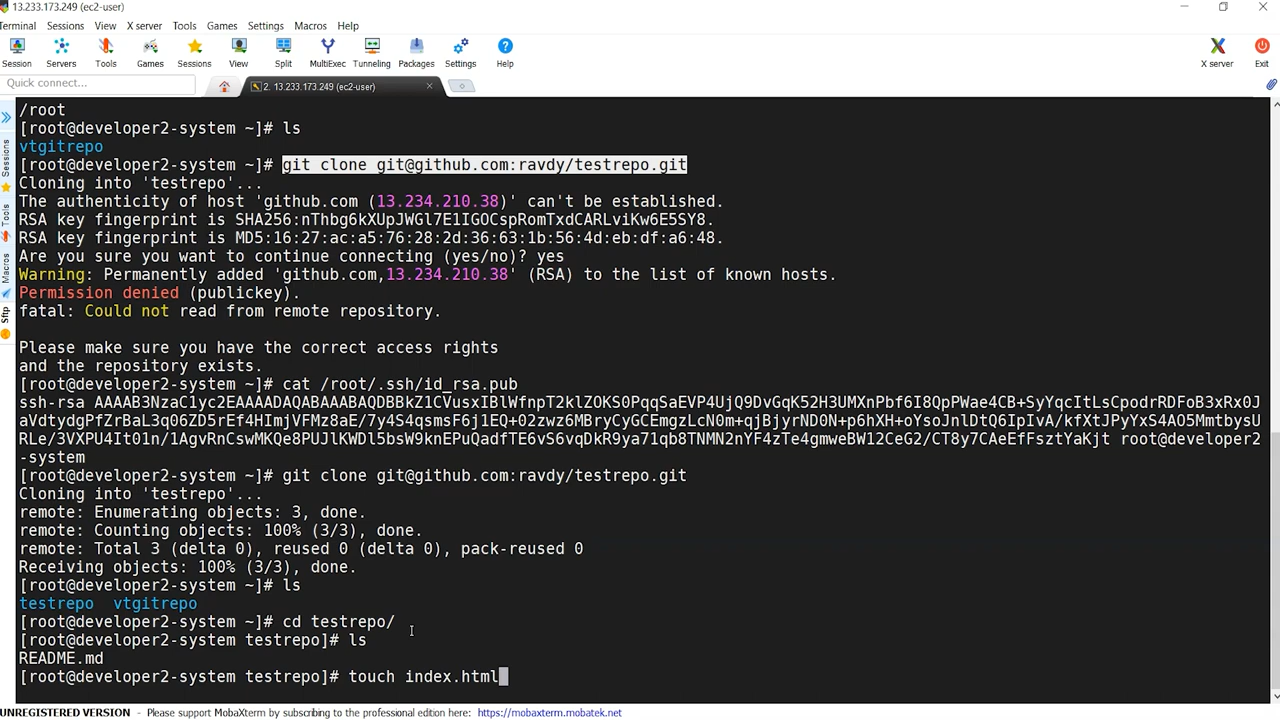 13.233.173.249 (ec2-user)
Terminal Sessions View X server Tools Games Settings Macros Help
Session Servers Tools Games Sessions View Split MultiExec Tunneling Packages Settings Help X server Exit
Quick connect... 2. 13.233.173.249 (ec2-user)
Sessions
Tools
Macros
Sftp
/root
[root@developer2-system ~]# ls
vtgitrepo
[root@developer2-system ~]# git clone git@github.com:ravdy/testrepo.git
Cloning into 'testrepo'...
The authenticity of host 'github.com (13.234.210.38)' can't be established.
RSA key fingerprint is SHA256:nThbg6kXUpJWGl7E1IGOCspRomTxdCARLviKw6E5SY8.
RSA key fingerprint is MD5:16:27:ac:a5:76:28:2d:36:63:1b:56:4d:eb:df:a6:48.
Are you sure you want to continue connecting (yes/no)? yes
Warning: Permanently added 'github.com,13.234.210.38' (RSA) to the list of known hosts.
Permission denied (publickey).
fatal: Could not read from remote repository.
Please make sure you have the correct access rights
and the repository exists.
[root@developer2-system ~]# cat /root/.ssh/id_rsa.pub
ssh-rsa AAAAB3NzaC1yc2EAAAADAQABAAABAQDBBkZ1CVusxIBlWfnpT2klZOKS0PqqSaEVP4UjQ9DvGqK52H3UMXnPbf6I8QpPWae4CB+SyYqcItLsCpodrRDFoB3xRx0J
aVdtydgPfZrBaL3q06ZD5rEf4HImjVFMz8aE/7y4S4qsmsF6j1EQ+02zwz6MBryCyGCEmgzLcN0m+qjBjyrND0N+p6hYX+oYsoJnlDtQ6IpIvA/kfXtJPyYxS4AO5MmtbysU
RLe/3VXPU4It01n/1AgvRnCswMKQe8PUJlKWDl5bsW9knEPuQadfTE6vS6vqDkR9ya71qb8TNMN2nYF4zTe4gmweBW12CeG2/CT8y7CAeEfFsztYaKjt root@developer2
-system
[root@developer2-system ~]# git clone git@github.com:ravdy/testrepo.git
Cloning into 'testrepo'...
remote: Enumerating objects: 3, done.
remote: Counting objects: 100% (3/3), done.
remote: Total 3 (delta 0), reused 0 (delta 0), pack-reused 0
Receiving objects: 100% (3/3), done.
[root@developer2-system ~]# ls
testrepo vtgitrepo
[root@developer2-system ~]# cd testrepo/
[root@developer2-system testrepo]# ls
README.md
[root@developer2-system testrepo]# touch index.html
UNREGISTERED VERSION - Please support MobaXterm by subscribing to the professional edition here: https://mobaxterm.mobatek.net